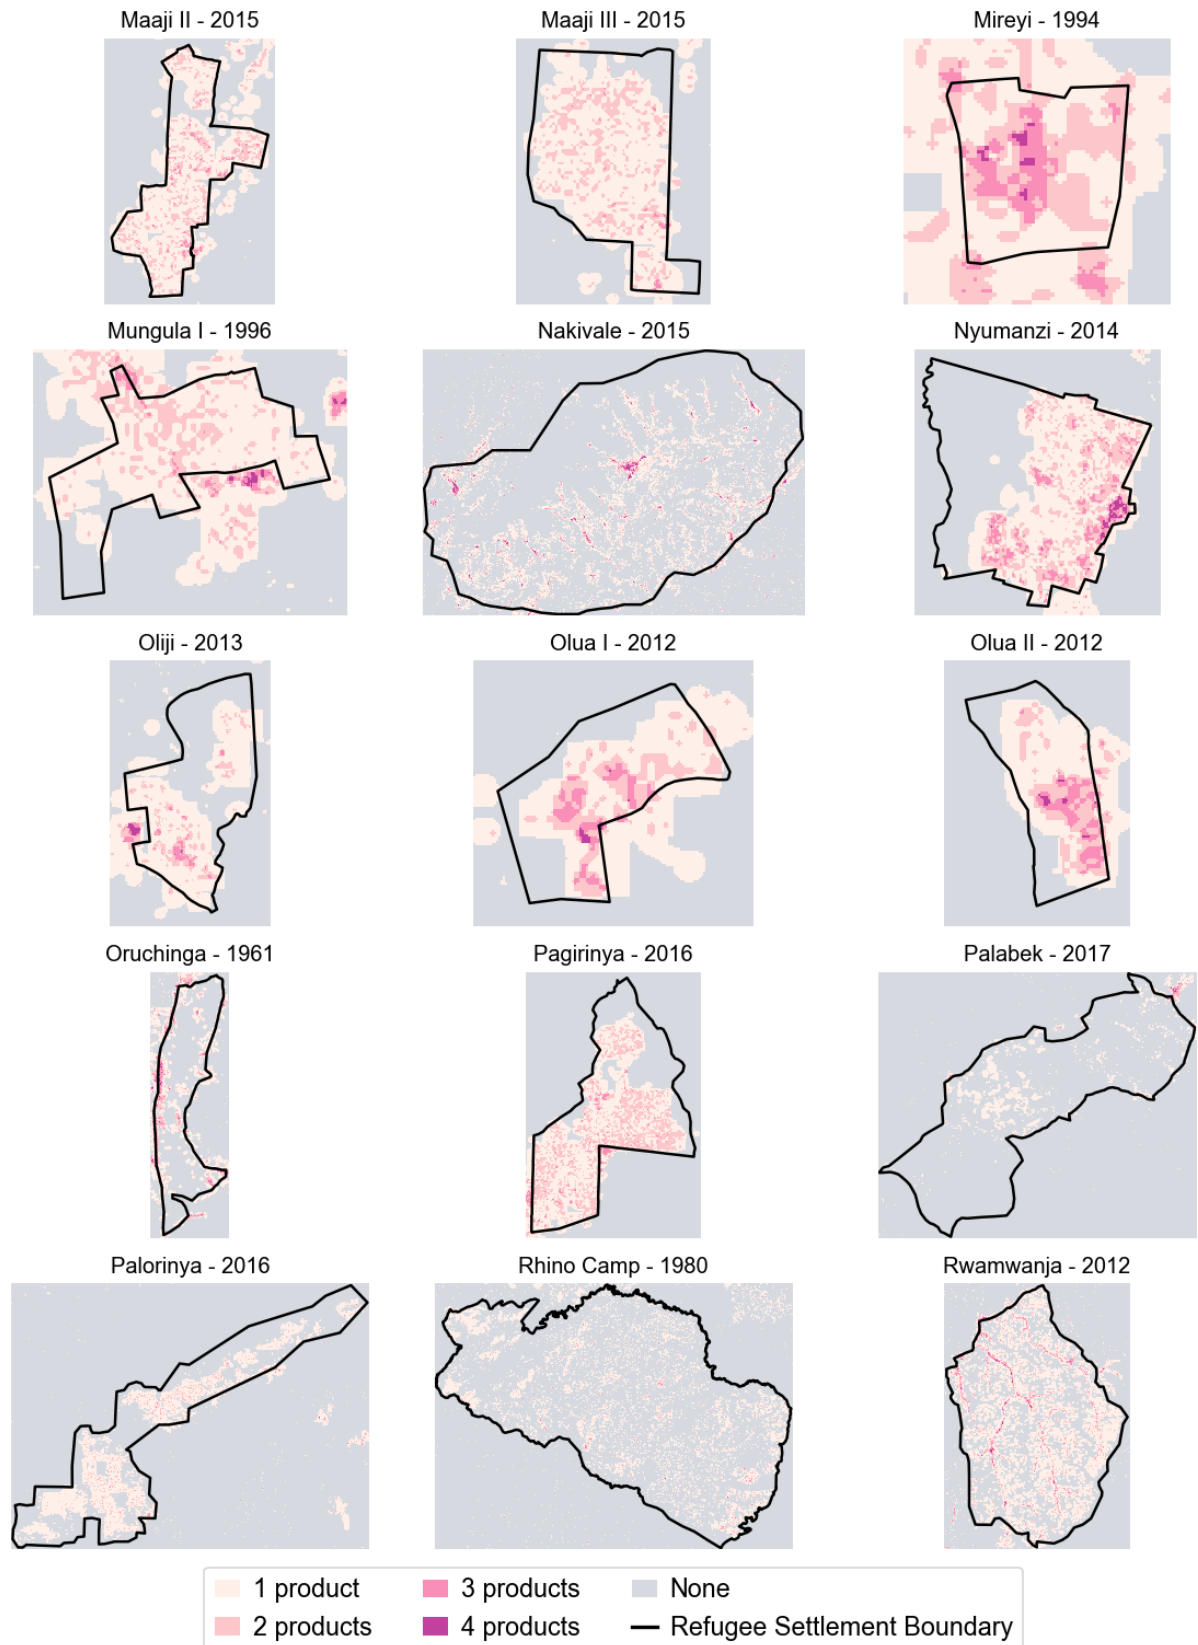 Maaji II - 2015
Maaji III - 2015
Mireyi - 1994
Mungula I - 1996
Nakivale - 2015
Nyumanzi - 2014
Oliji - 2013
Olua I - 2012
Olua II - 2012
Oruchinga - 1961
Pagirinya - 2016
Palabek - 2017
Palorinya - 2016
Rhino Camp - 1980
Rwamwanja - 2012
1 product
3 products
None
2 products
4 products
Refugee Settlement Boundary